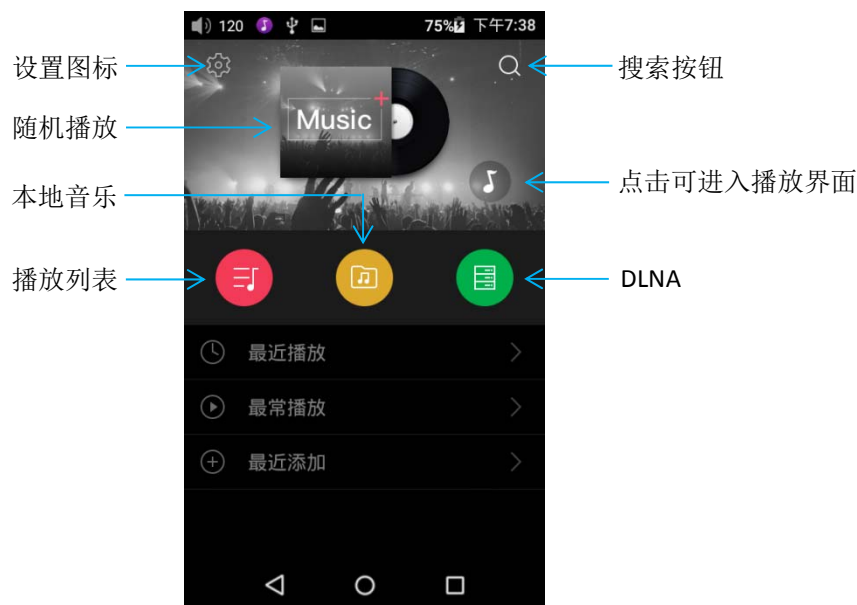 120
75%
下午7:38
设置图标
搜索按钮
随机播放
Music+
点击可进入播放界面
本地音乐
播放列表
DLNA
最近播放
最常播放
最近添加